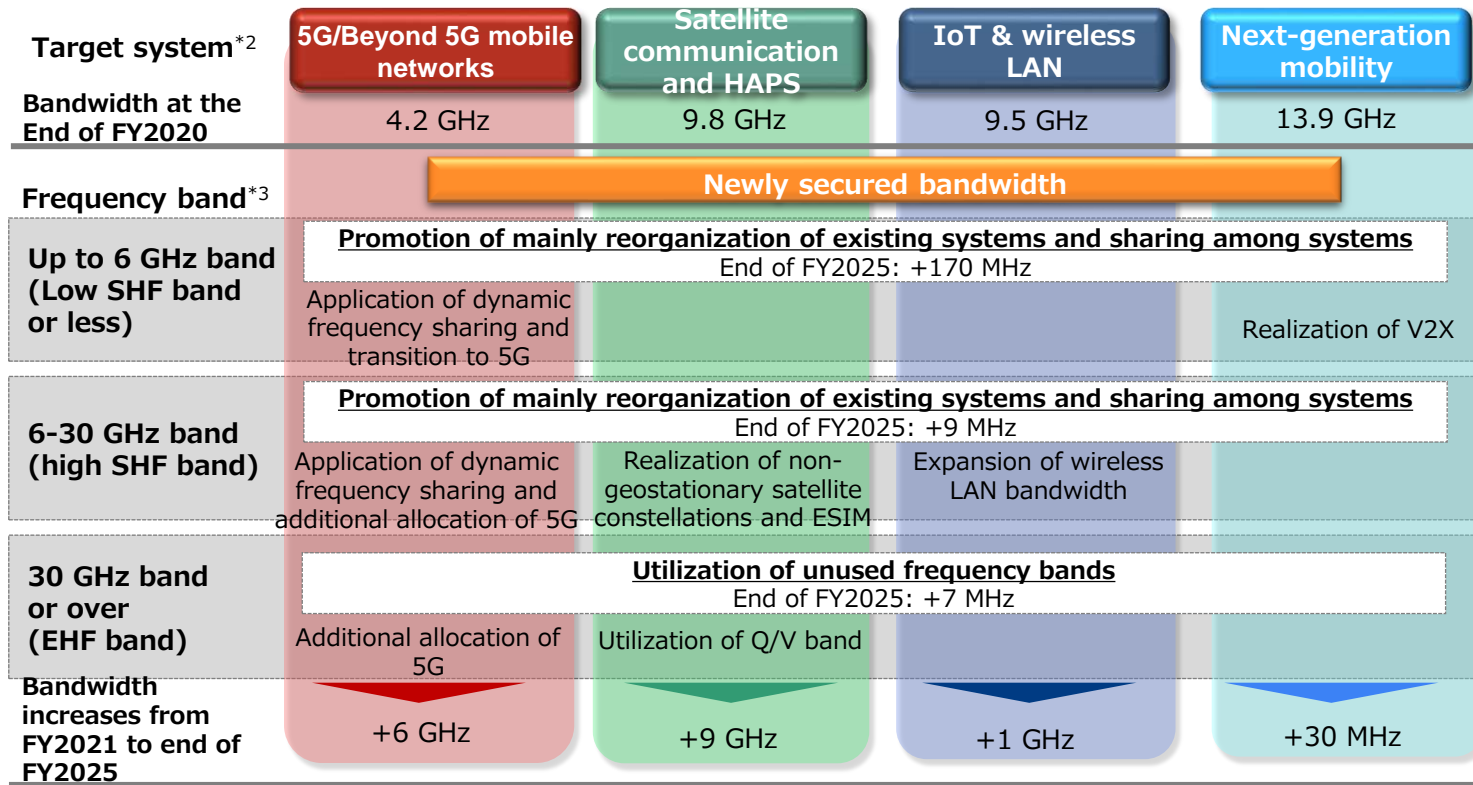 Target system*2
5G/Beyond 5G mobile
networks
Satellite
communication
and HAPS
IoT & wireless
LAN
Next-generation
mobility
Bandwidth at the
End of FY2020
4.2 GHz
9.8 GHz
9.5 GHz
13.9 GHz
Frequency band*3
Newly secured bandwidth
Up to 6 GHz band
(Low SHF band
or less)
Promotion of mainly reorganization of existing systems and sharing among systems
End of FY2025: +170 MHz
Application of dynamic
frequency sharing and
transition to 5G
Realization of V2X
6-30 GHz band
(high SHF band)
Promotion of mainly reorganization of existing systems and sharing among systems
End of FY2025: +9 MHz
Application of dynamic
frequency sharing and
additional allocation of 5G
Realization of non-
geostationary satellite
constellations and ESIM
Expansion of wireless
LAN bandwidth
30 GHz band
or over
(EHF band)
Utilization of unused frequency bands
End of FY2025: +7 MHz
Additional allocation of
5G
Utilization of Q/V band
Bandwidth
increases from
FY2021 to end of
FY2025
+6 GHz
+9 GHz
+1 GHz
+30 MHz